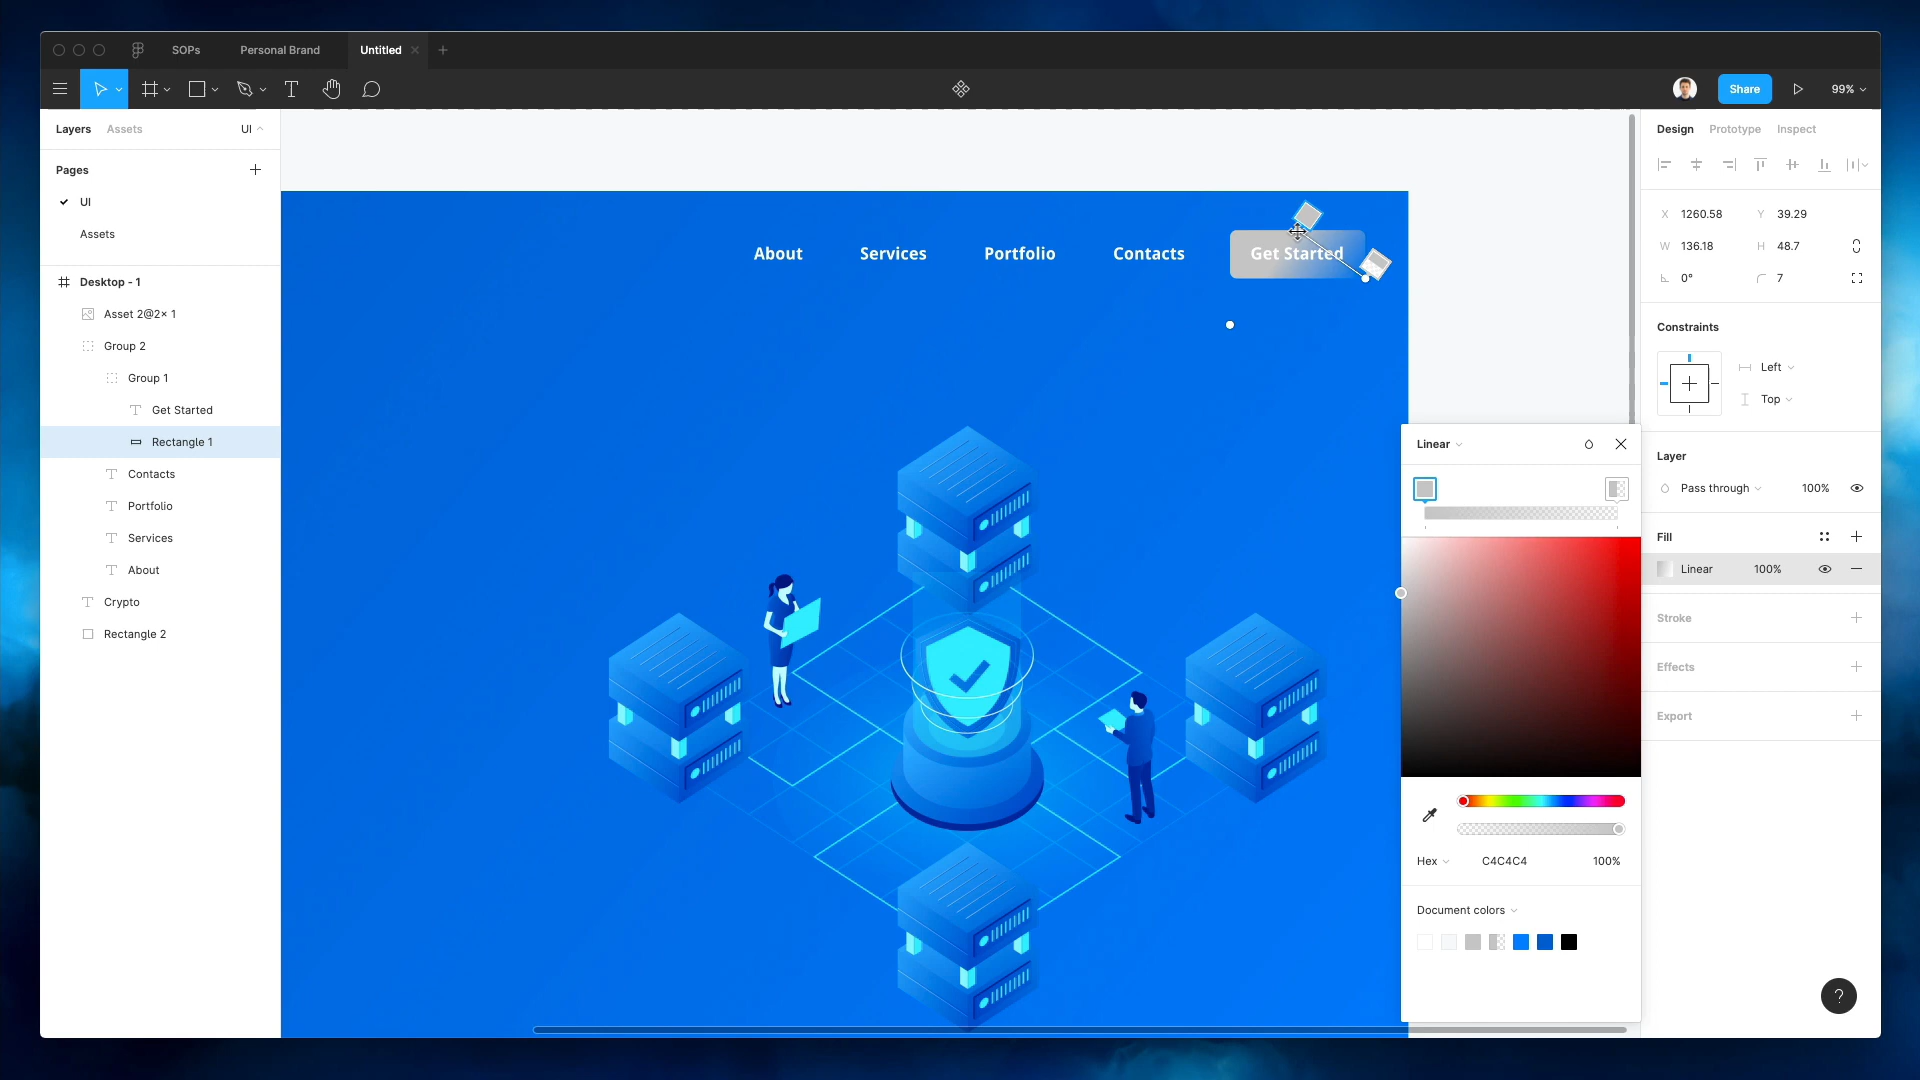 SOPs Personal Brand Untitled
Share 99%
Layers Assets UI
Pages
UI
Assets
Desktop - 1
Asset 2@2x 1
Group 2
Group 1
Get Started
Rectangle 1
Contacts
Portfolio
Services
About
Crypto
Rectangle 2
About Services Portfolio Contacts Get Started
Linear
Hex C4C4C4 100%
Document colors
Design Prototype Inspect
X 1260.58 Y 39.29
W 136.18 H 48.7
0° 7
Constraints
Left
Top
Layer
Pass through 100%
Fill
Linear 100%
Stroke
Effects
Export
?